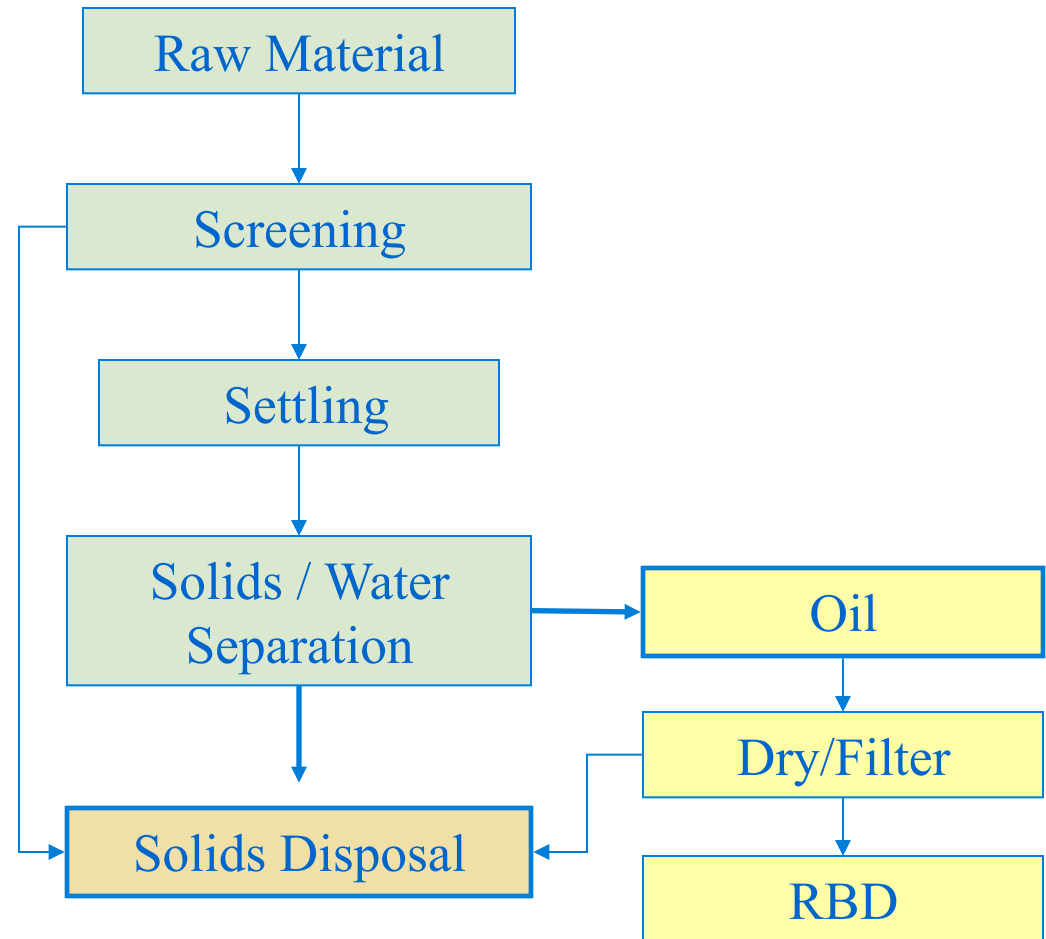 Raw Material
Screening
Settling
Solids / Water
Separation
Oil
Dry/Filter
Solids Disposal
RBD